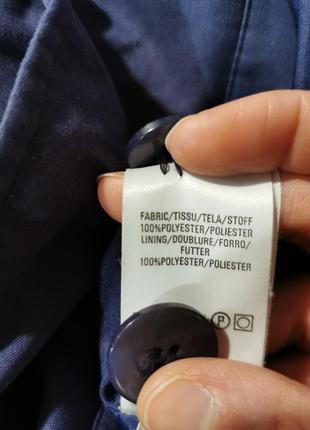 FABRIC/TISSU/TELA/STOFF
100%POLYESTER/POLIESTER
LINING/DOUBLURE/FORRO/
FUTTER
100%POLYESTER/POLIESTER
P